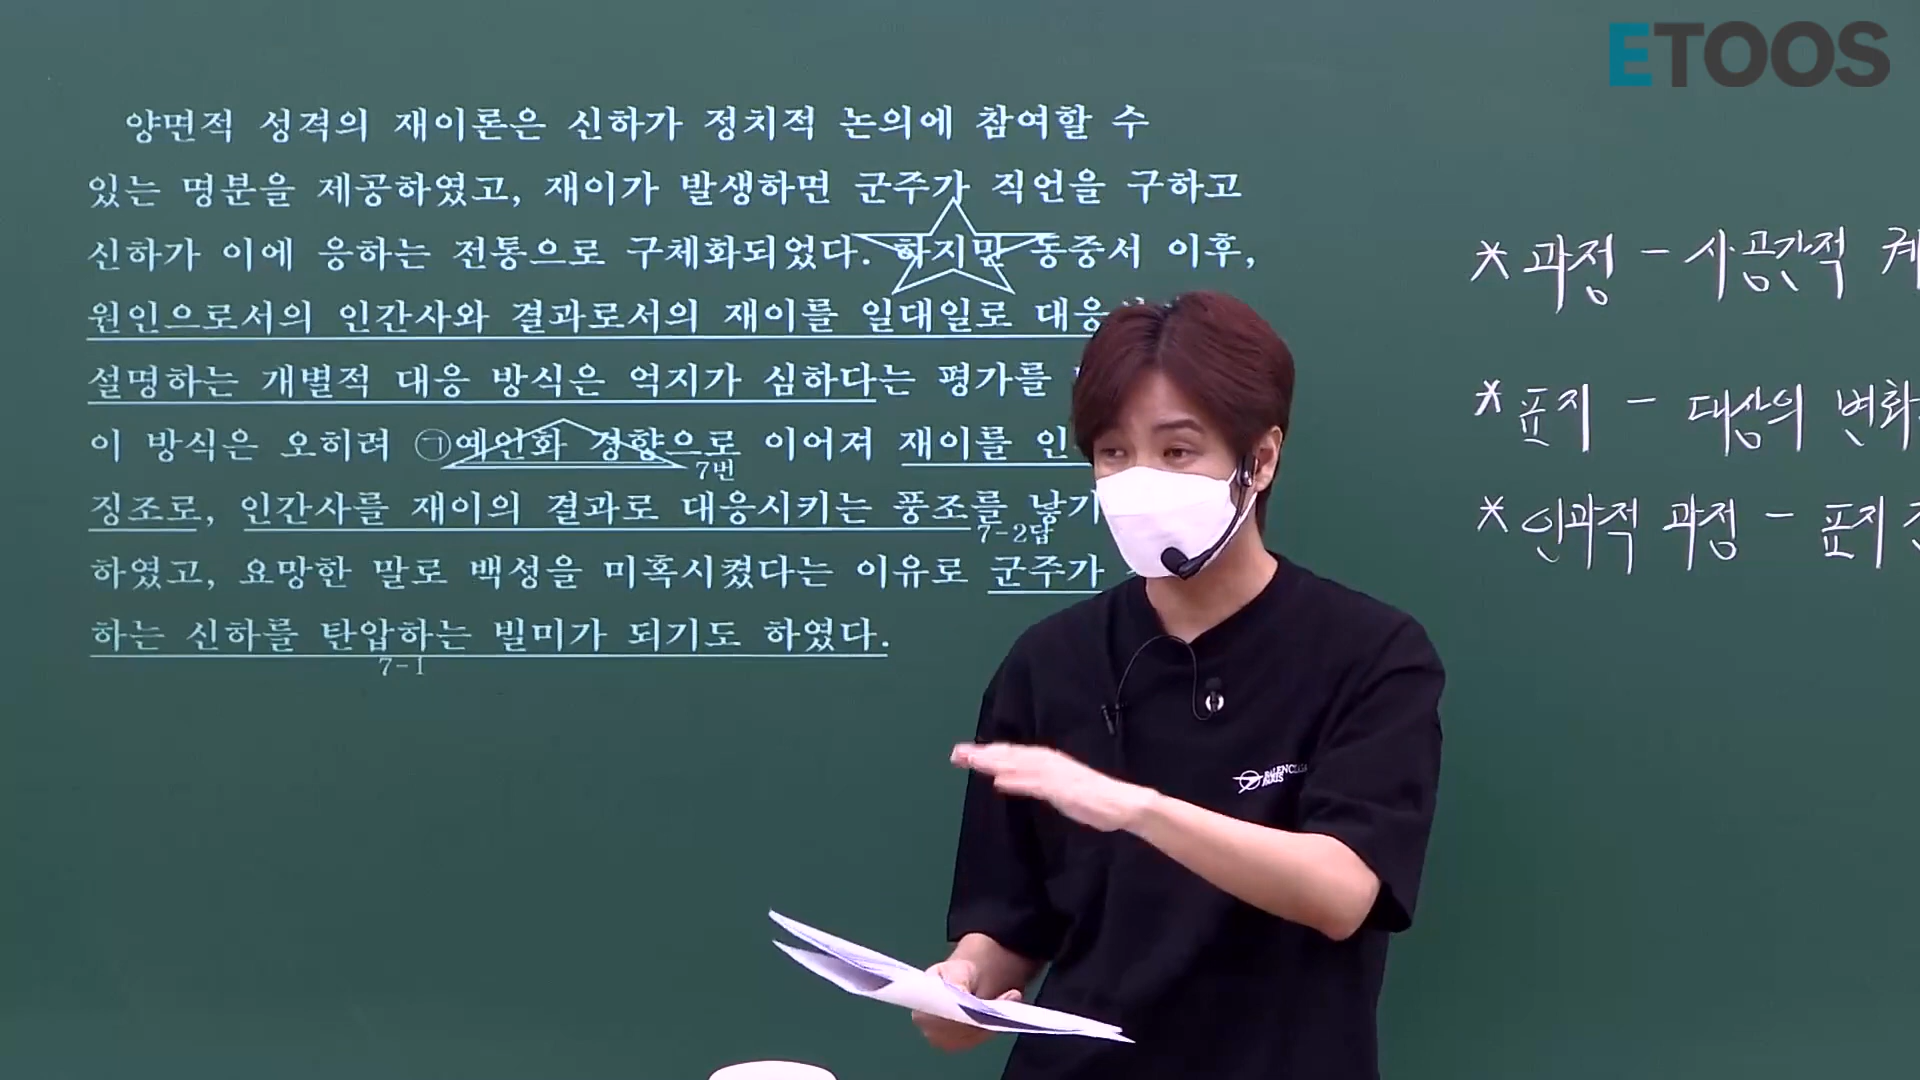 ETOOS
양면적 성격의 재이론은 신하가 정치적 논의에 참여할 수
있는 명분을 제공하였고, 재이가 발생하면 군주가 직언을 구하고
신하가 이에 응하는 전통으로 구체화되었다. 하지만 동중서 이후,
원인으로서의 인간사와 결과로서의 재이를 일대일로 대응
설명하는 개별적 대응 방식은 억지가 심하다는 평가를
이 방식은 오히려 ㉠예언화 경향으로 이어져 재이를 인
7번
징조로, 인간사를 재이의 결과로 대응시키는 풍조를 낳기
7-2답
하였고, 요망한 말로 백성을 미혹시켰다는 이유로 군주가
하는 신하를 탄압하는 빌미가 되기도 하였다.
7-1
* 과정 - 시공간적
* 표지 - 대상의 변화
* 인과적 과정 - 표지
PARIS